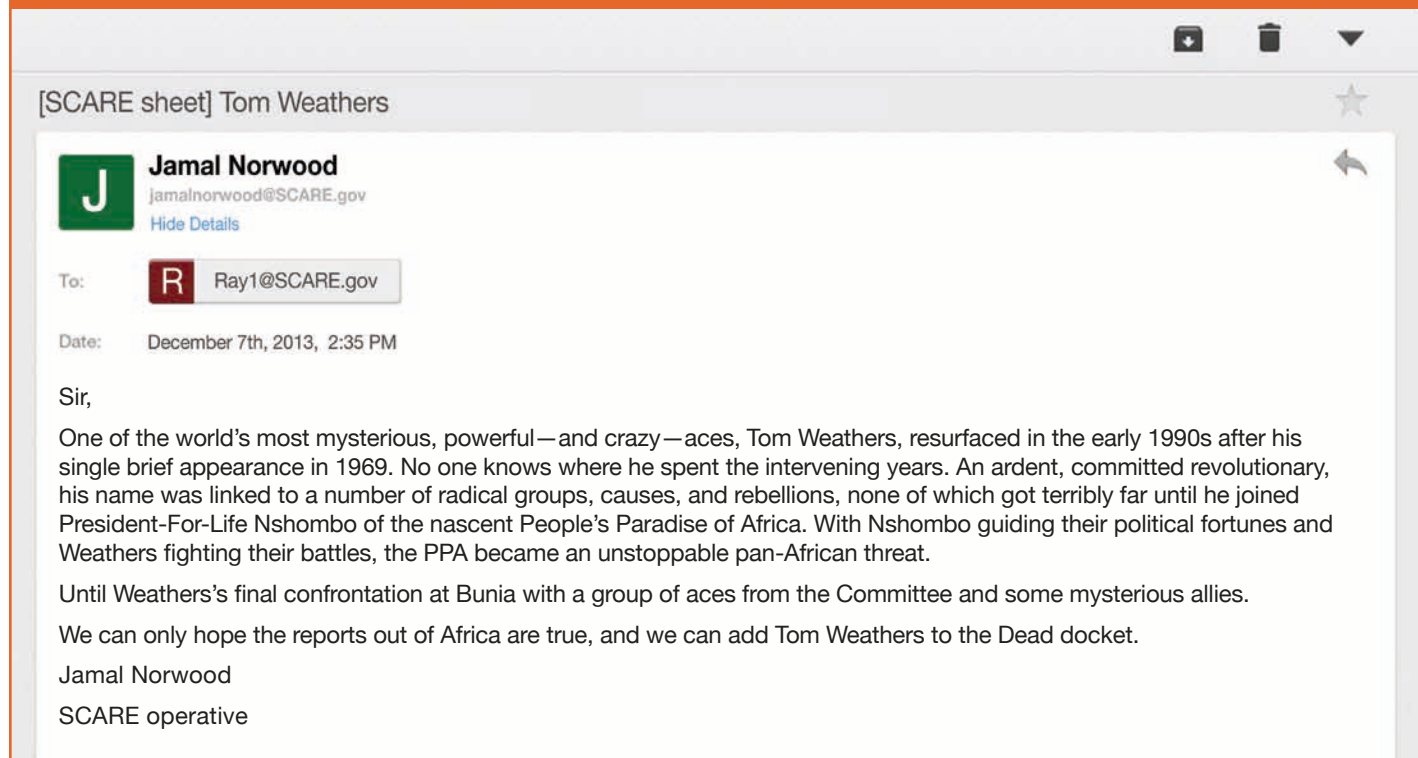 [SCARE sheet] Tom Weathers
J
Jamal Norwood
jamalnorwood@SCARE.gov
Hide Details
To:
R
Ray1@SCARE.gov
Date:
December 7th, 2013,  2:35 PM
Sir,
One of the world’s most mysterious, powerful—and crazy—aces, Tom Weathers, resurfaced in the early 1990s after his
single brief appearance in 1969. No one knows where he spent the intervening years. An ardent, committed revolutionary,
his name was linked to a number of radical groups, causes, and rebellions, none of which got terribly far until he joined
President-For-Life Nshombo of the nascent People’s Paradise of Africa. With Nshombo guiding their political fortunes and
Weathers fighting their battles, the PPA became an unstoppable pan-African threat.
Until Weathers’s final confrontation at Bunia with a group of aces from the Committee and some mysterious allies.
We can only hope the reports out of Africa are true, and we can add Tom Weathers to the Dead docket.
Jamal Norwood
SCARE operative